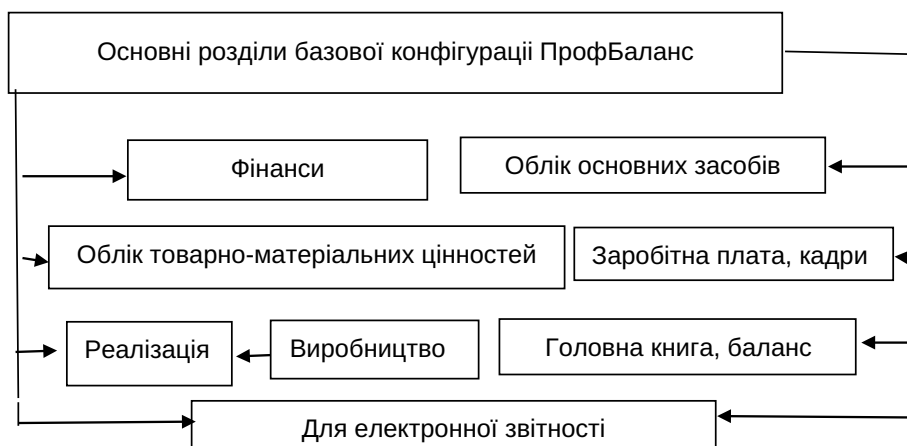 Основні розділи базової конфігураціі ПрофБаланс
Фінанси
Облік основних засобів
Облік товарно-матеріальних цінностей
Заробітна плата, кадри
Реалізація
Виробництво
Головна книга, баланс
Для електронної звітності